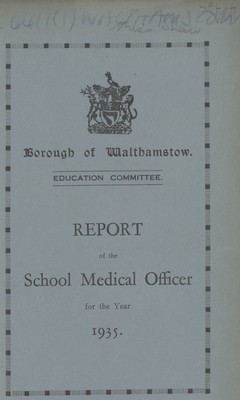 Borough of Walthamstow.
EDUCATION COMMITTEE.
REPORT
of the
School Medical Officer
for the Year
1935.